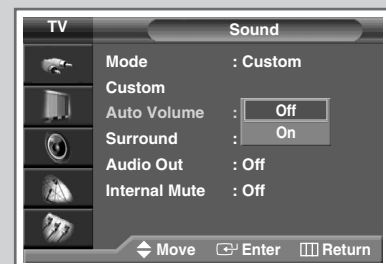 TV Sound
Mode : Custom
Custom
Auto Volume : Off
On
Surround :
Audio Out : Off
Internal Mute : Off
Move Enter Return